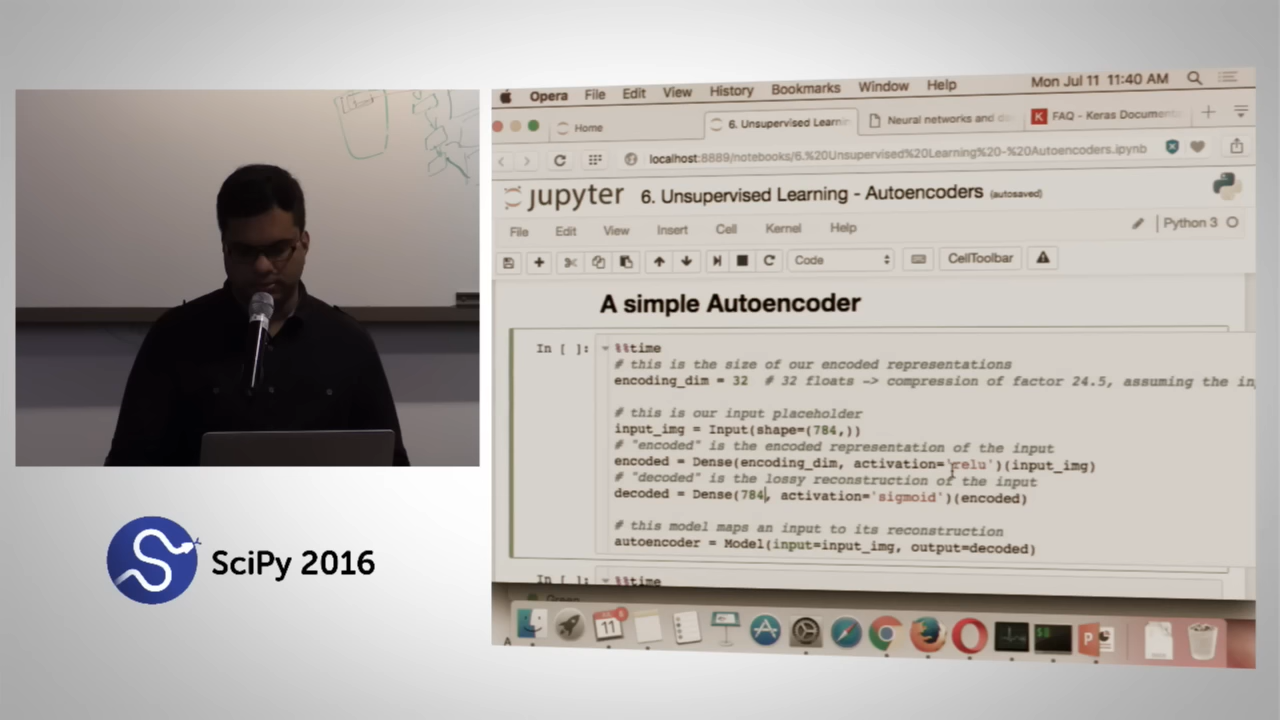 Opera File Edit View History Bookmarks Window Help Mon Jul 11 11:40 AM
Home
6. Unsupervised Learnin
Neural networks and
FAQ - Keras Documenta
localhost:8889/notebooks/6.%20Unsupervised%20Learning%20-%20Autoencoders.ipynb
jupyter 6. Unsupervised Learning - Autoencoders (autosaved)
File Edit View Insert Cell Kernel Help
Python 3
Code
CellToolbar
A simple Autoencoder
In [ ]: %%time
# this is the size of our encoded representations
encoding_dim = 32 # 32 floats -> compression of factor 24.5, assuming the in
# this is our input placeholder
input_img = Input(shape=(784,))
# "encoded" is the encoded representation of the input
encoded = Dense(encoding_dim, activation='relu')(input_img)
# "decoded" is the lossy reconstruction of the input
decoded = Dense(784, activation='sigmoid')(encoded)
# this model maps an input to its reconstruction
autoencoder = Model(input=input_img, output=decoded)
In [ ]: %%time
11
SciPy 2016